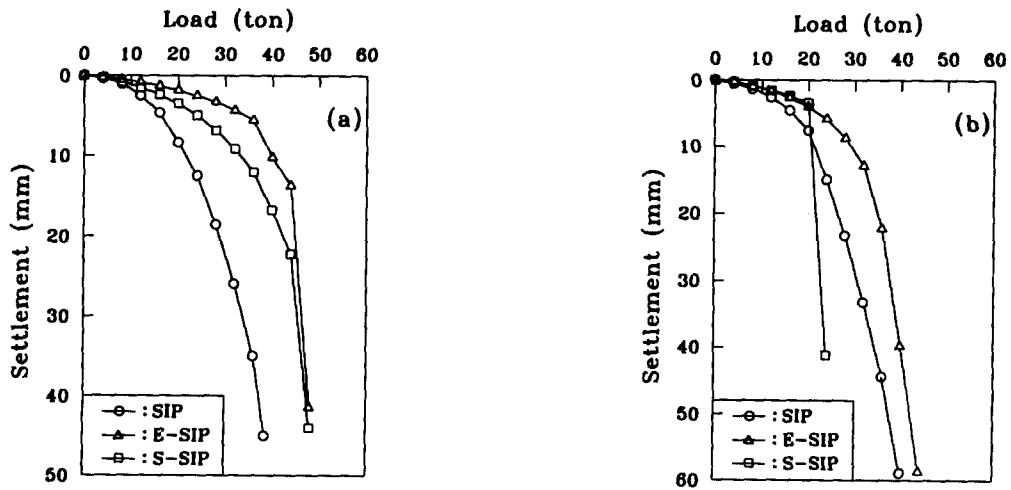 Load (ton)
0 10 20 30 40 50 60
0
10
20
30
40
50
Settlement (mm)
(a)
: SIP
: E-SIP
: S-SIP
Load (ton)
0 10 20 30 40 50 60
0
10
20
30
40
50
60
Settlement (mm)
(b)
: SIP
: E-SIP
: S-SIP